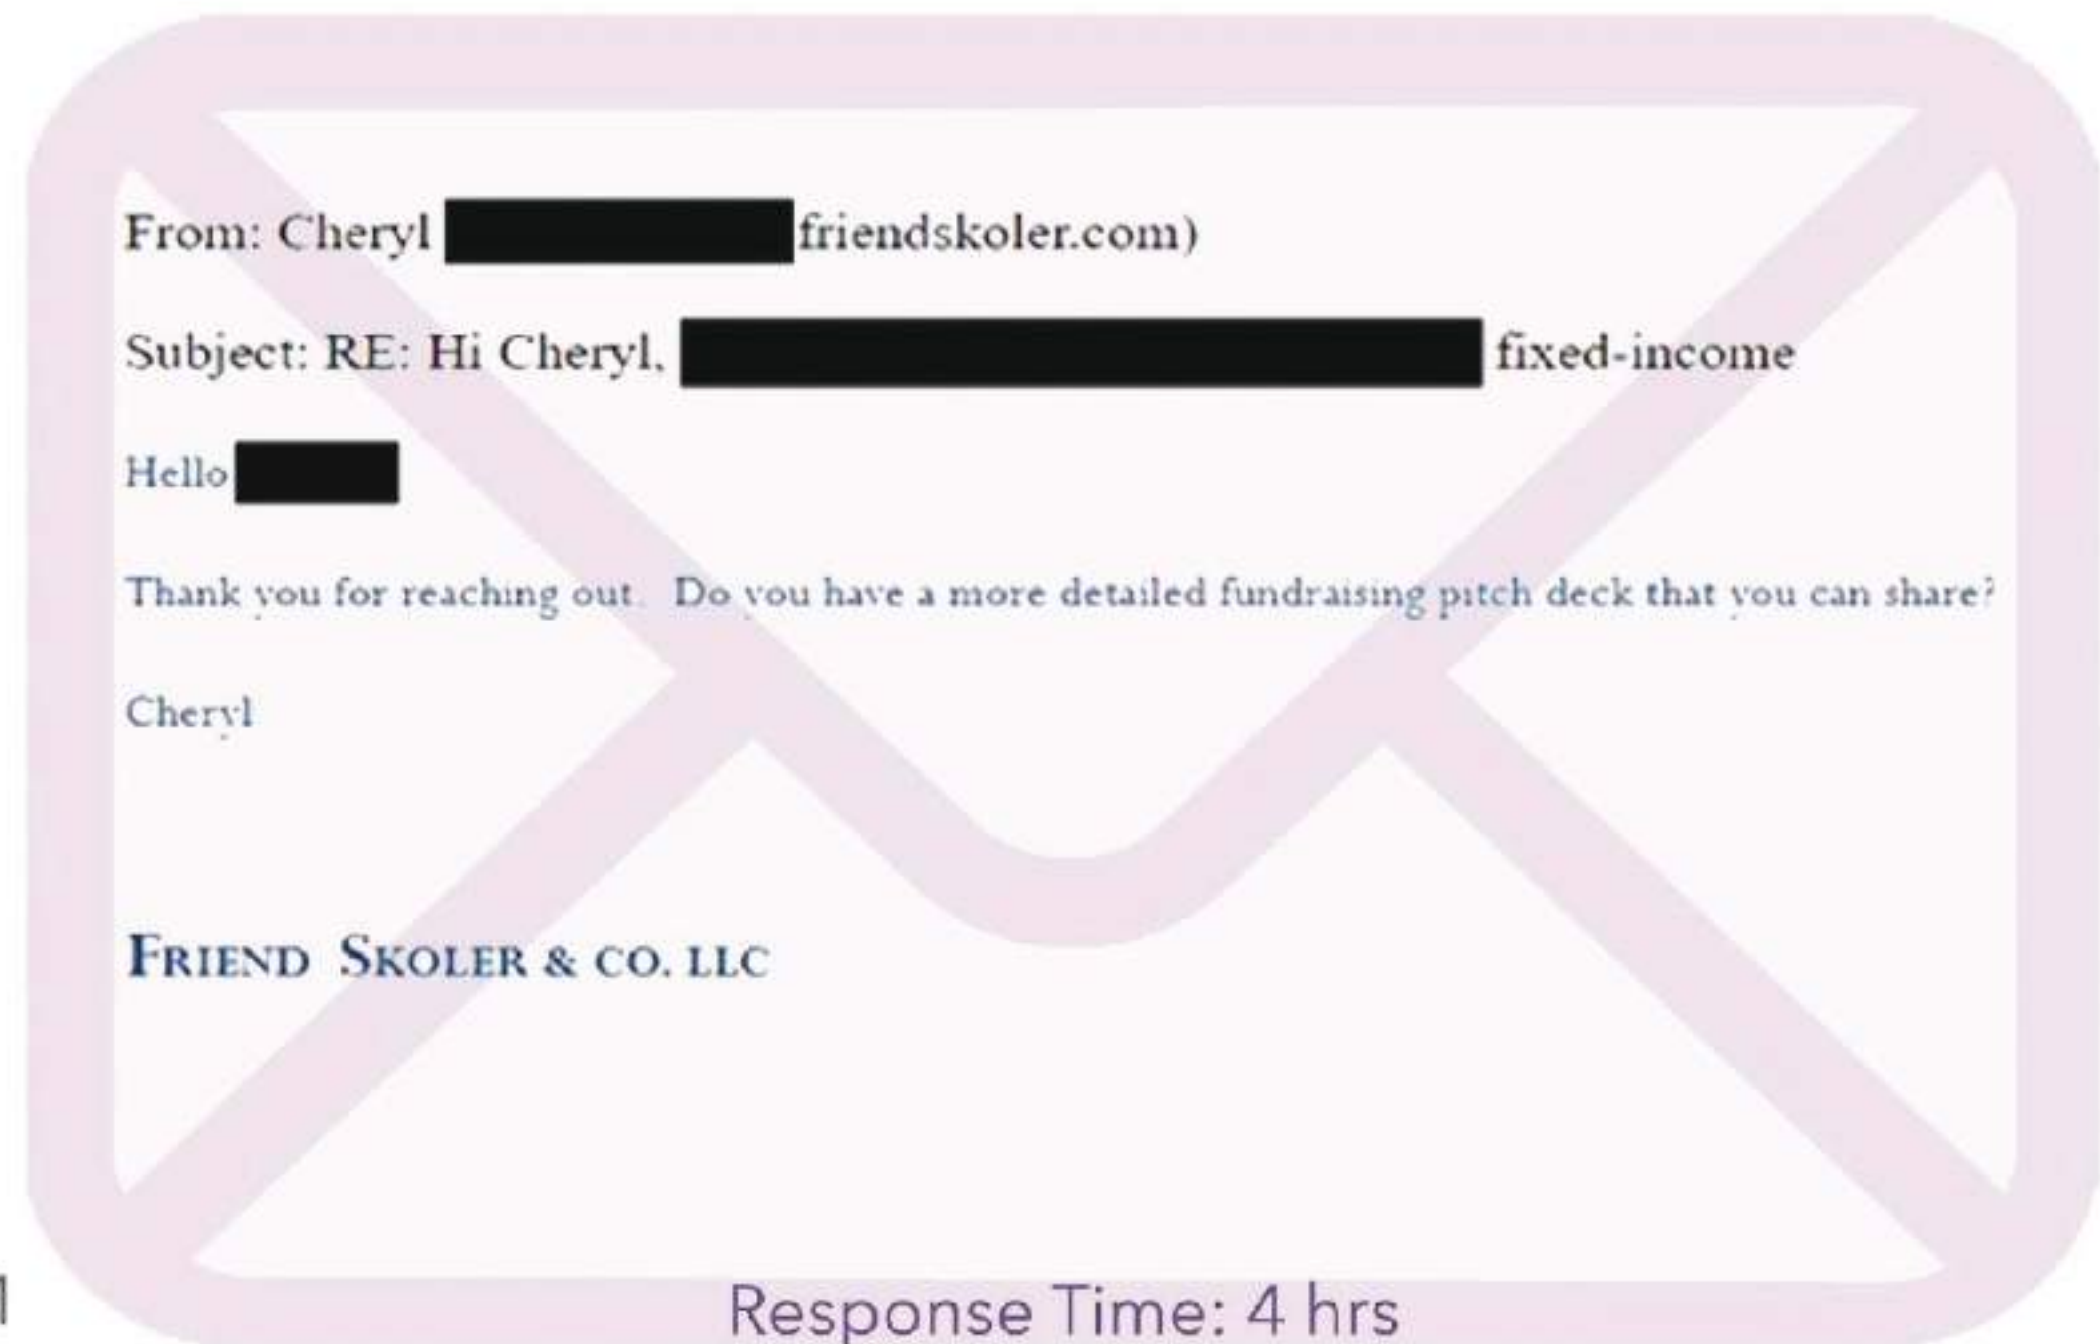 From: Cheryl friendskoler.com)
Subject: RE: Hi Cheryl, fixed-income
Hello
Thank you for reaching out. Do you have a more detailed fundraising pitch deck that you can share?
Cheryl
FRIEND SKOLER & CO. LLC
Response Time: 4 hrs